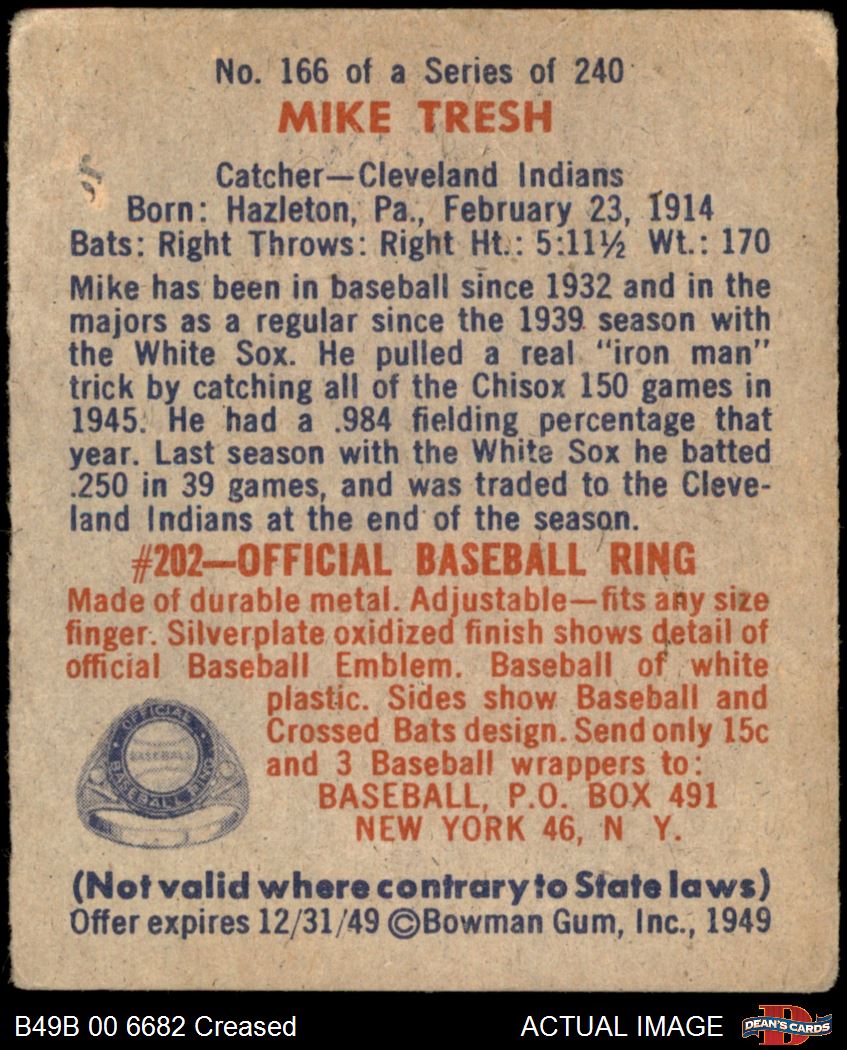 No. 166 of a Series of 240
MIKE TRESH
Catcher—Cleveland Indians
Born: Hazleton, Pa., February 23, 1914
Bats: Right Throws: Right Ht.: 5:11½ Wt.: 170
Mike has been in baseball since 1932 and in the
majors as a regular since the 1939 season with
the White Sox. He pulled a real "iron man"
trick by catching all of the Chisox 150 games in
1945. He had a .984 fielding percentage that
year. Last season with the White Sox he batted
.250 in 39 games, and was traded to the Cleve-
land Indians at the end of the season.
#202—OFFICIAL BASEBALL RING
Made of durable metal. Adjustable—fits any size
finger. Silverplate oxidized finish shows detail of
official Baseball Emblem. Baseball of white
plastic. Sides show Baseball and
Crossed Bats design. Send only 15c
and 3 Baseball wrappers to:
BASEBALL, P.O. BOX 491
NEW YORK 46, N Y.
OFFICIAL
BASEBALL
BASEBALL RING
(Not valid where contrary to State laws)
Offer expires 12/31/49 ©Bowman Gum, Inc., 1949
B49B 00 6682 Creased
ACTUAL IMAGE
DEAN'S CARDS